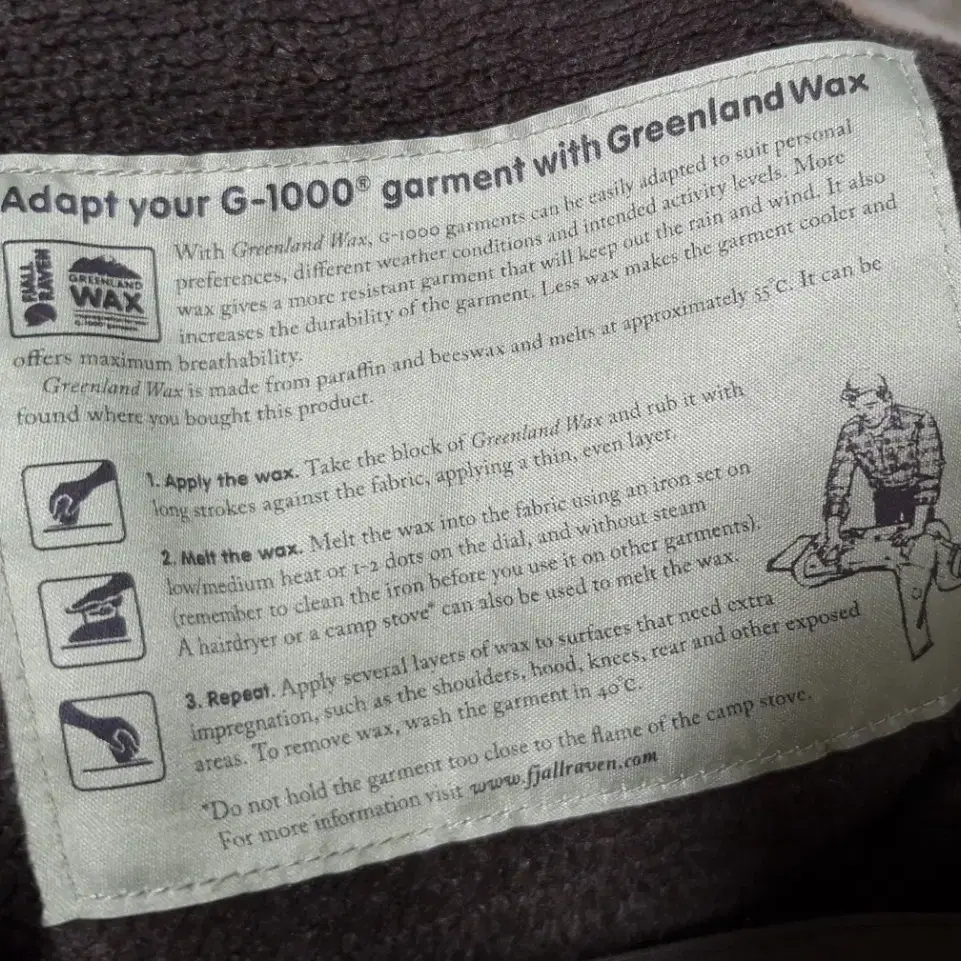 Adapt your G-1000® garment with Greenland Wax
FJÄLL
RÄVEN
GREENLAND
WAX
With Greenland Wax, G-1000 garments can be easily adapted to suit personal
preferences, different weather conditions and intended activity levels. More
wax gives a more resistant garment that will keep out the rain and wind. It also
increases the durability of the garment. Less wax makes the garment cooler and
offers maximum breathability.
Greenland Wax is made from paraffin and beeswax and melts at approximately 55°C. It can be
found where you bought this product.
1. Apply the wax. Take the block of Greenland Wax and rub it with
long strokes against the fabric, applying a thin, even layer.
2. Melt the wax. Melt the wax into the fabric using an iron set on
low/medium heat or 1-2 dots on the dial, and without steam
(remember to clean the iron before you use it on other garments).
A hairdryer or a camp stove* can also be used to melt the wax.
3. Repeat. Apply several layers of wax to surfaces that need extra
impregnation, such as the shoulders, hood, knees, rear and other exposed
areas. To remove wax, wash the garment in 40°C.
*Do not hold the garment too close to the flame of the camp stove.
For more information visit www.fjallraven.com